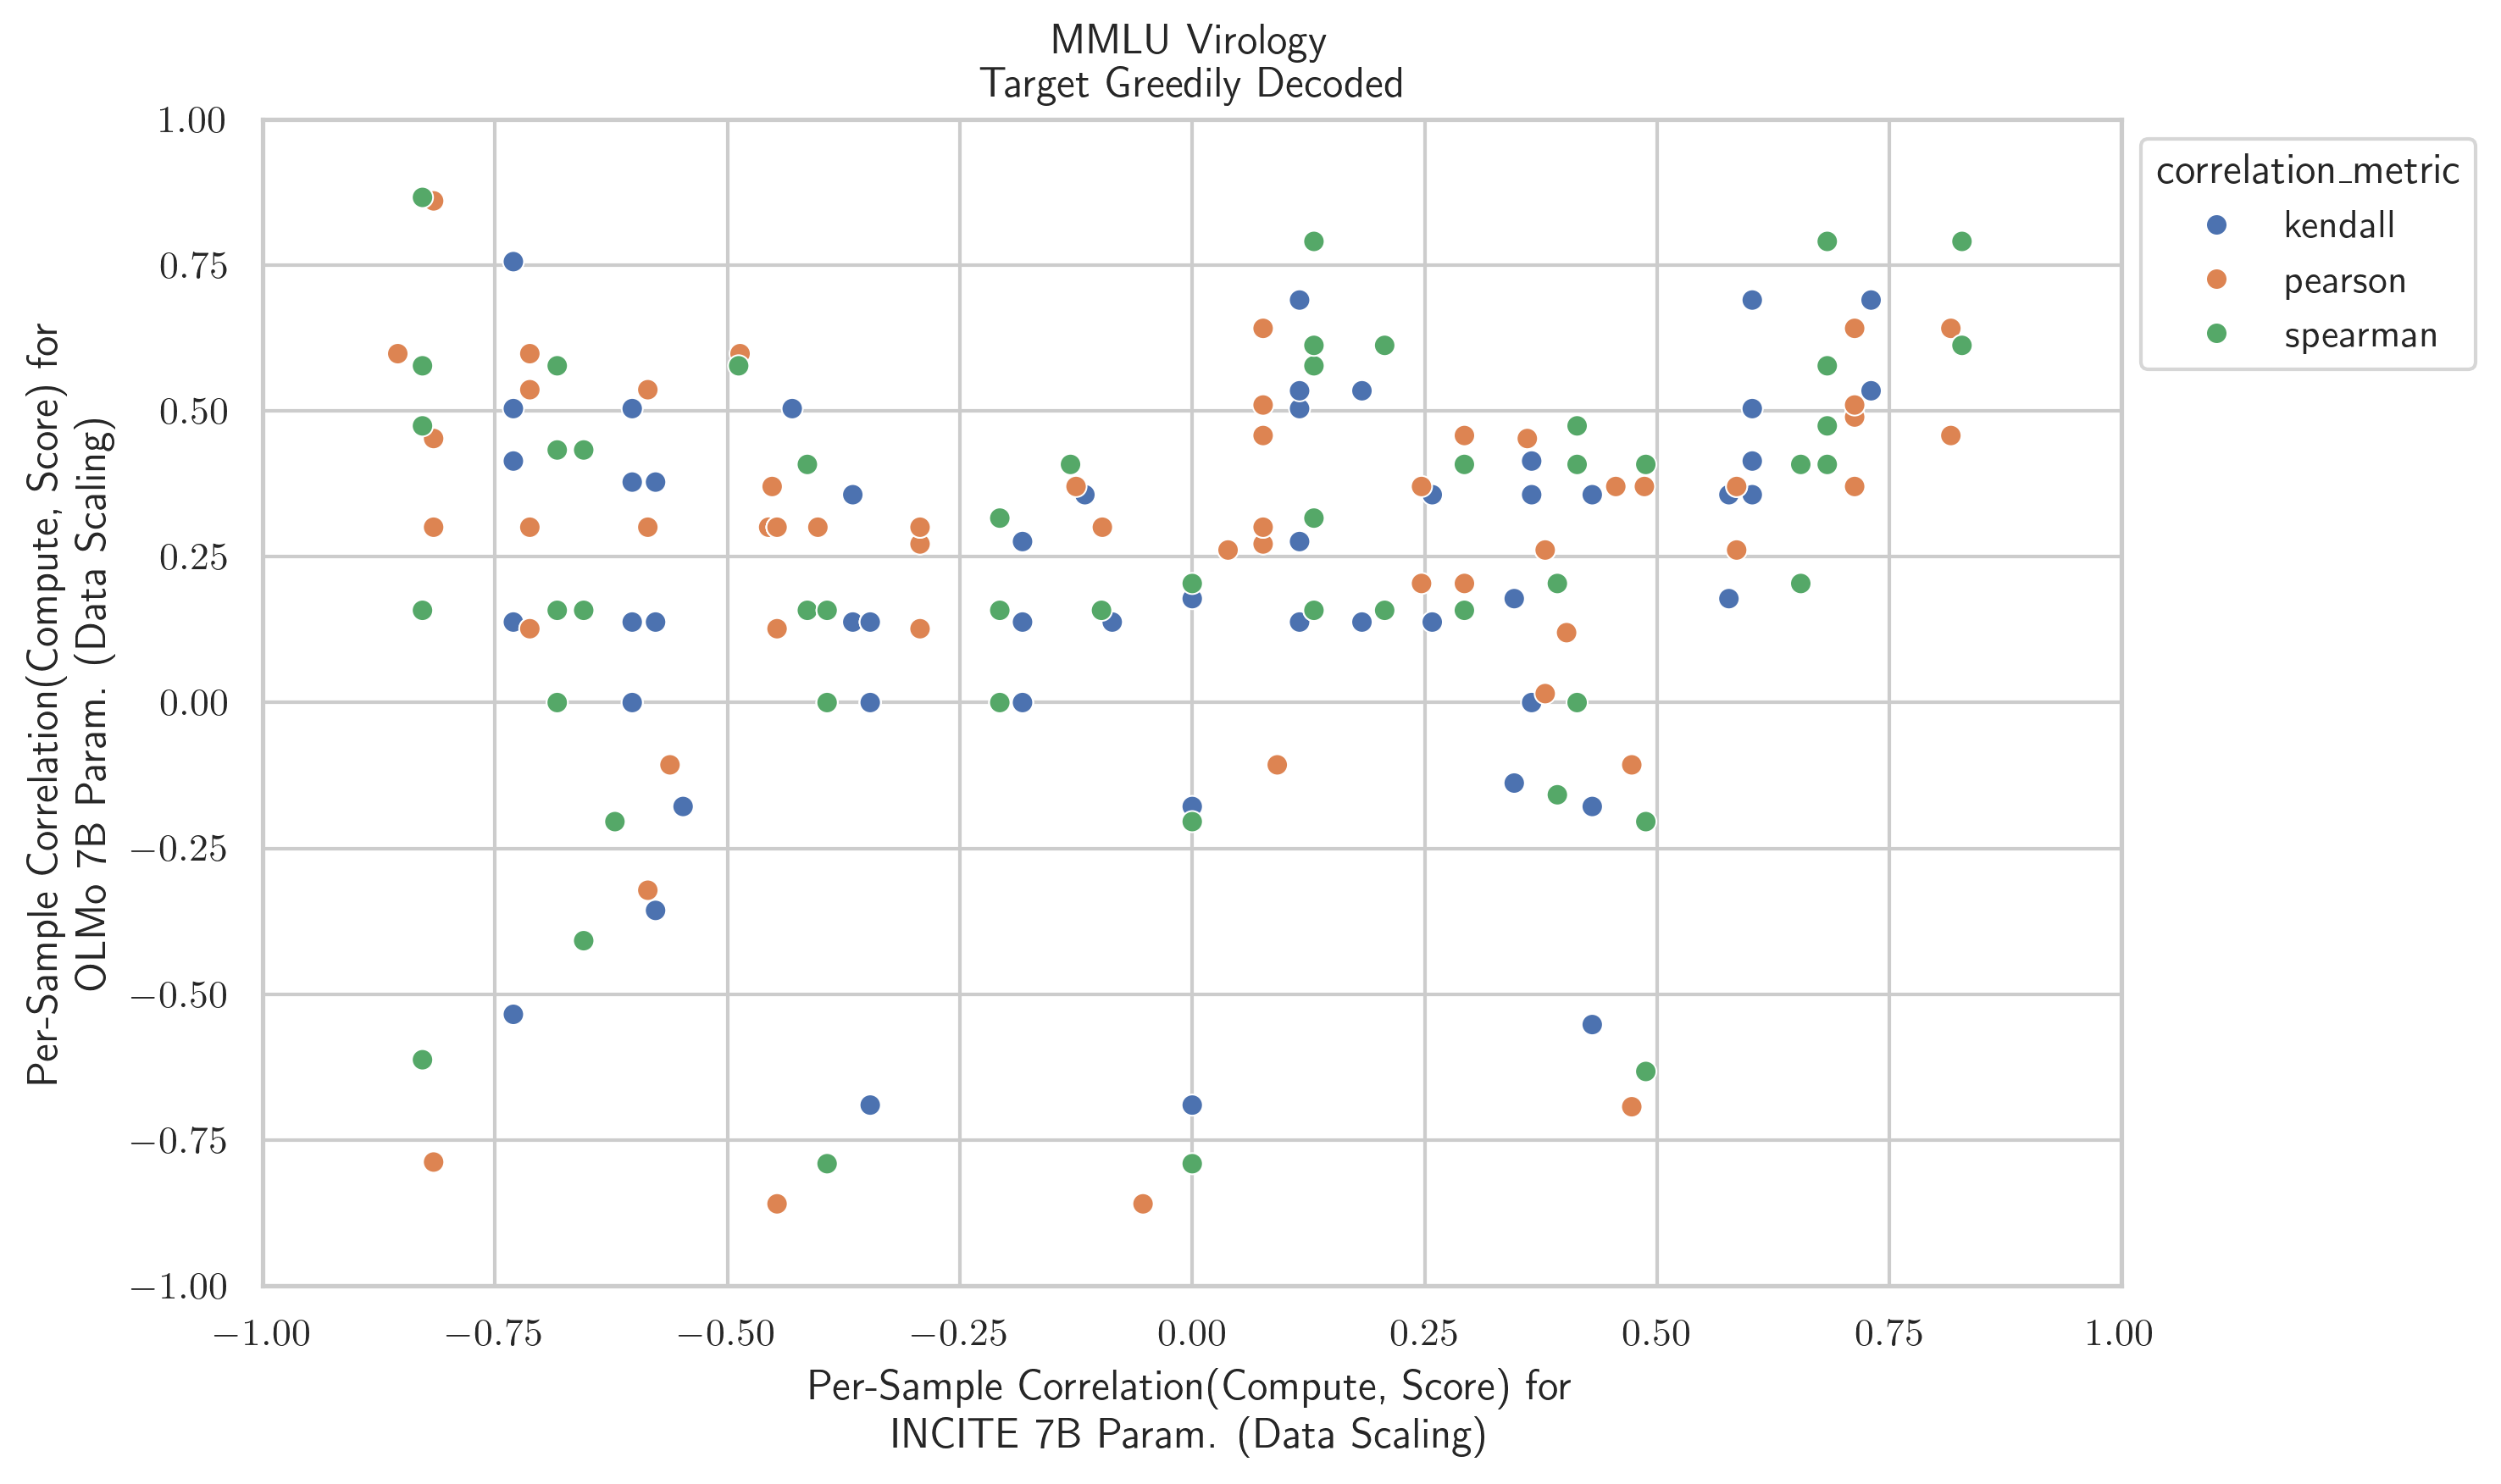 MMLU Virology
Target Greedily Decoded
Per-Sample Correlation(Compute, Score) for
OLMo 7B Param. (Data Scaling)
1.00
0.75
0.50
0.25
0.00
−0.25
−0.50
−0.75
−1.00
−1.00 −0.75 −0.50 −0.25 0.00 0.25 0.50 0.75 1.00
Per-Sample Correlation(Compute, Score) for
INCITE 7B Param. (Data Scaling)
correlation_metric
kendall
pearson
spearman